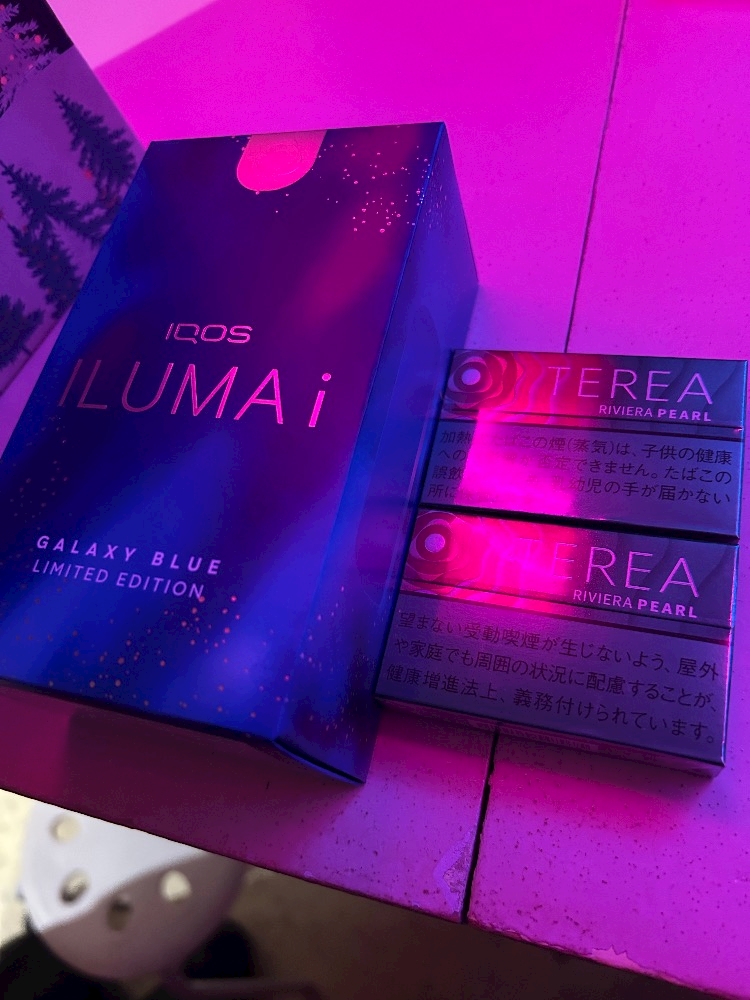 IQOS
ILUMA i
GALAXY BLUE
LIMITED EDITION
TEREA
RIVIERA PEARL
加熱 この煙(蒸気)は、子供の健康
への 定できません。たばこの
誤飲 幼児の手が届かない
所に
TEREA
RIVIERA PEARL
望まない受動喫煙が生じないよう、屋外
や家庭でも周囲の状況に配慮することが、
健康増進法上、義務付けられています。